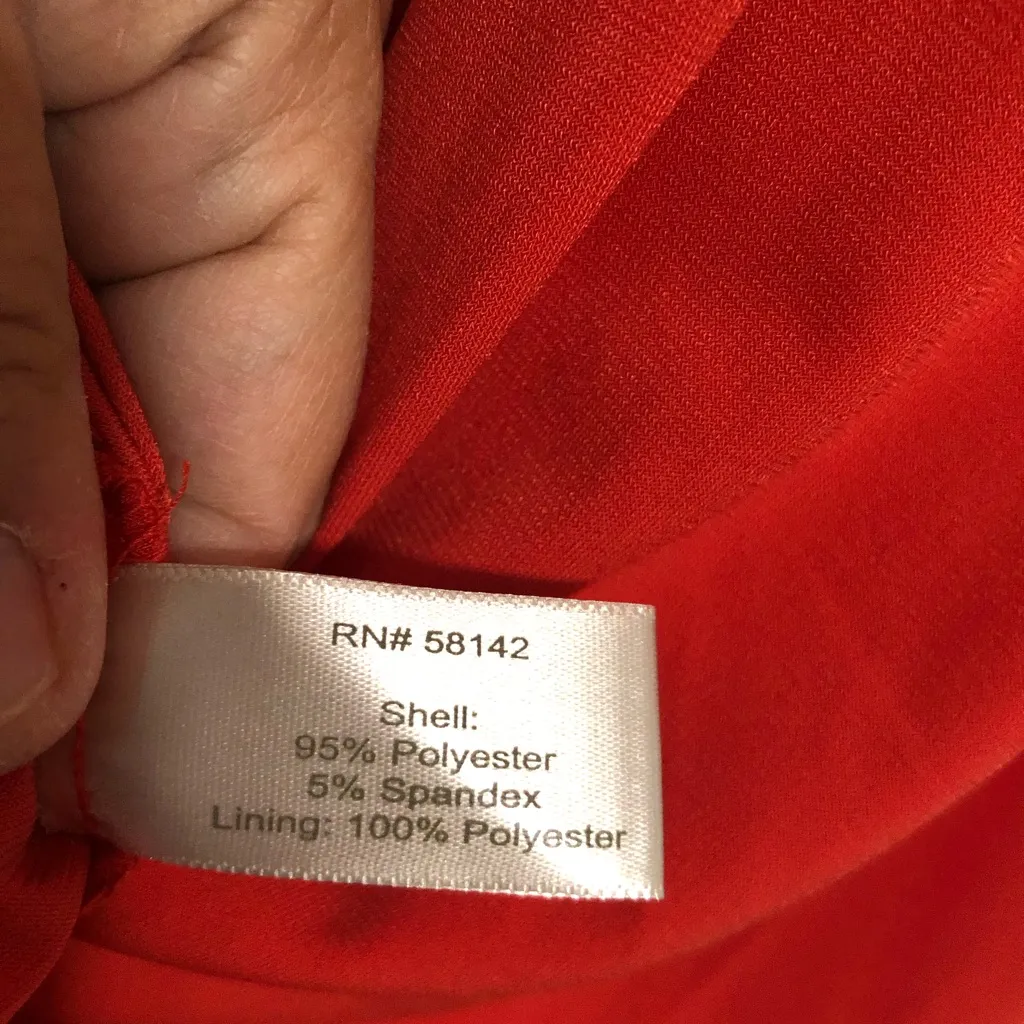 RN# 58142
Shell:
95% Polyester
5% Spandex
Lining: 100% Polyester